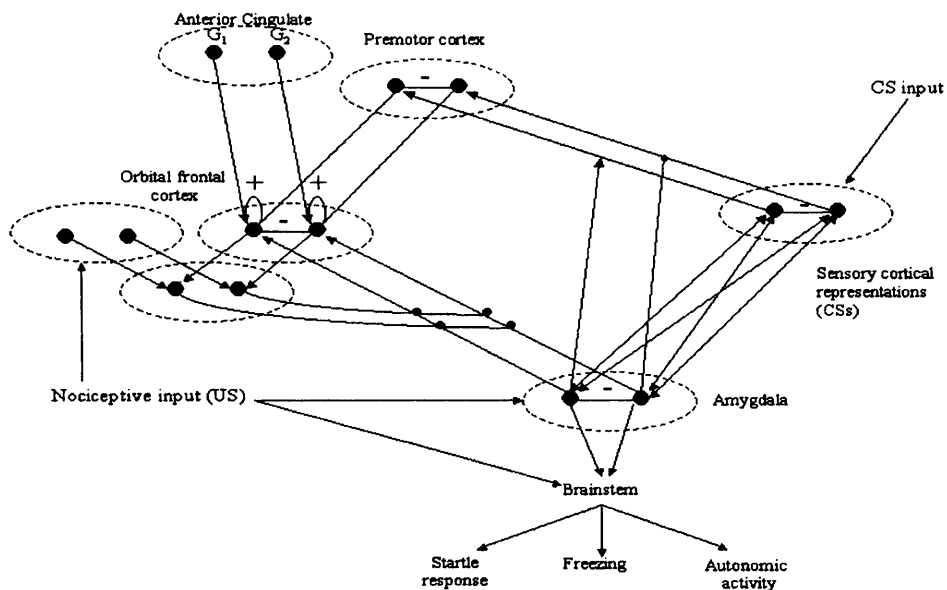 Anterior Cingulate
G1 G2
Premotor cortex
-
CS input
Orbital frontal
cortex
+ +
-
-
Sensory cortical
representations
(CSs)
Nociceptive input (US)
-
Amygdala
Brainstem
Startle
response
Freezing
Autonomic
activity